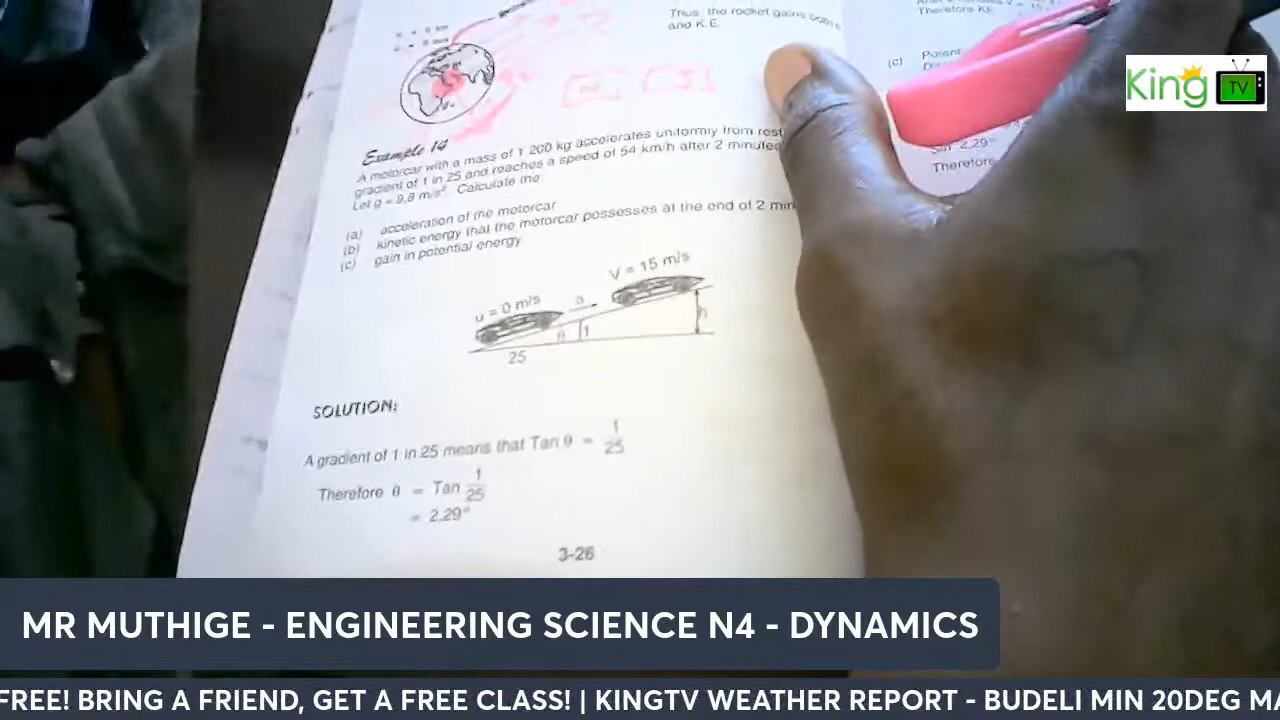 Thus, the rocket gains
and K.E.
Therefore KE
(c)
King TV
Example 14
A motorcar with a mass of 1 200 kg accelerates uniformly from rest
gradient of 1 in 25 and reaches a speed of 54 km/h after 2 minutes
Let g = 9,8 m/s². Calculate the:
(a) acceleration of the motorcar
(b) kinetic energy that the motorcar possesses at the end of 2 min
(c) gain in potential energy
2,29°
Therefore
u = 0 m/s
a
V = 15 m/s
θ
1
h
25
SOLUTION:
A gradient of 1 in 25 means that Tan θ = 1
25
Therefore θ = Tan 1
25
= 2,29°
3-26
MR MUTHIGE - ENGINEERING SCIENCE N4 - DYNAMICS
FREE! BRING A FRIEND, GET A FREE CLASS! | KINGTV WEATHER REPORT - BUDELI MIN 20DEG